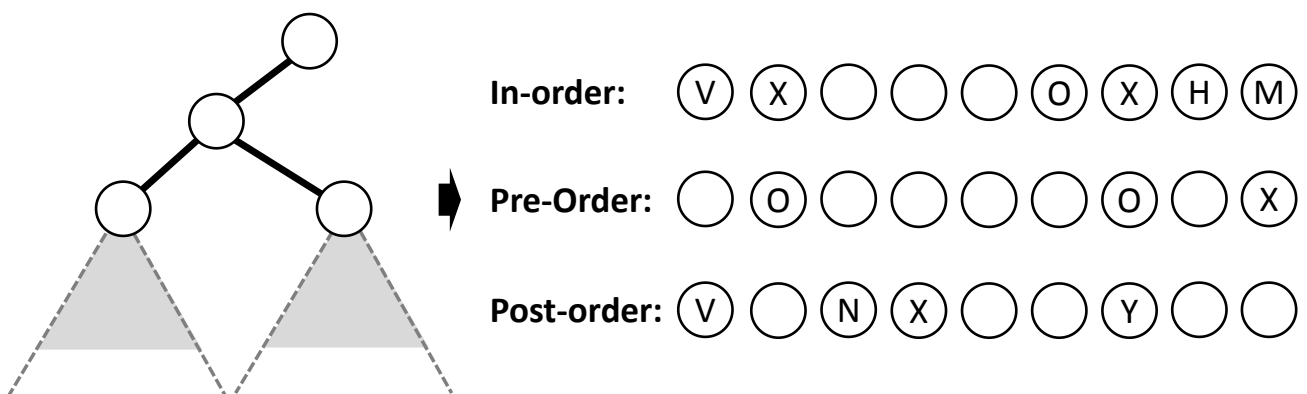 In-order: V X O X H M
Pre-Order: O O X
Post-order: V N X Y